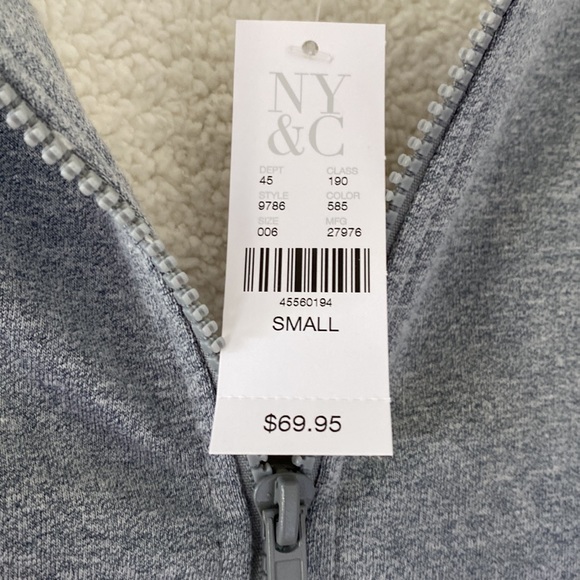 NY
&C
DEPT CLASS
45 190
STYLE COLOR
9786 585
SIZE MFG
006 27976
45560194
SMALL
$69.95